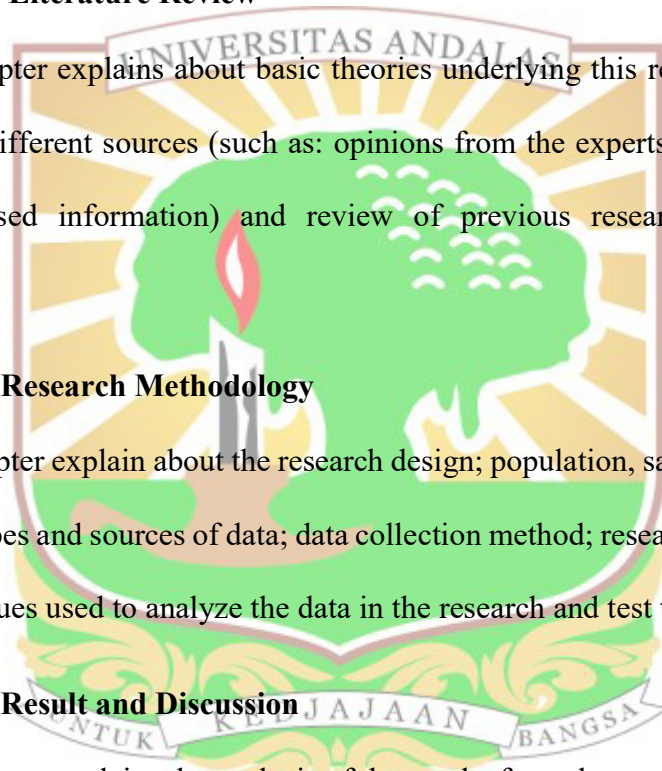 Literature Review
UNIVERSITAS ANDALAS
pter explains about basic theories underlying this re
ifferent sources (such as: opinions from the experts
sed information) and review of previous resear
Research Methodology
pter explain about the research design; population, sa
pes and sources of data; data collection method; resea
ues used to analyze the data in the research and test t
Result and Discussion
UNTUK KEDJAJAAN BANGSA